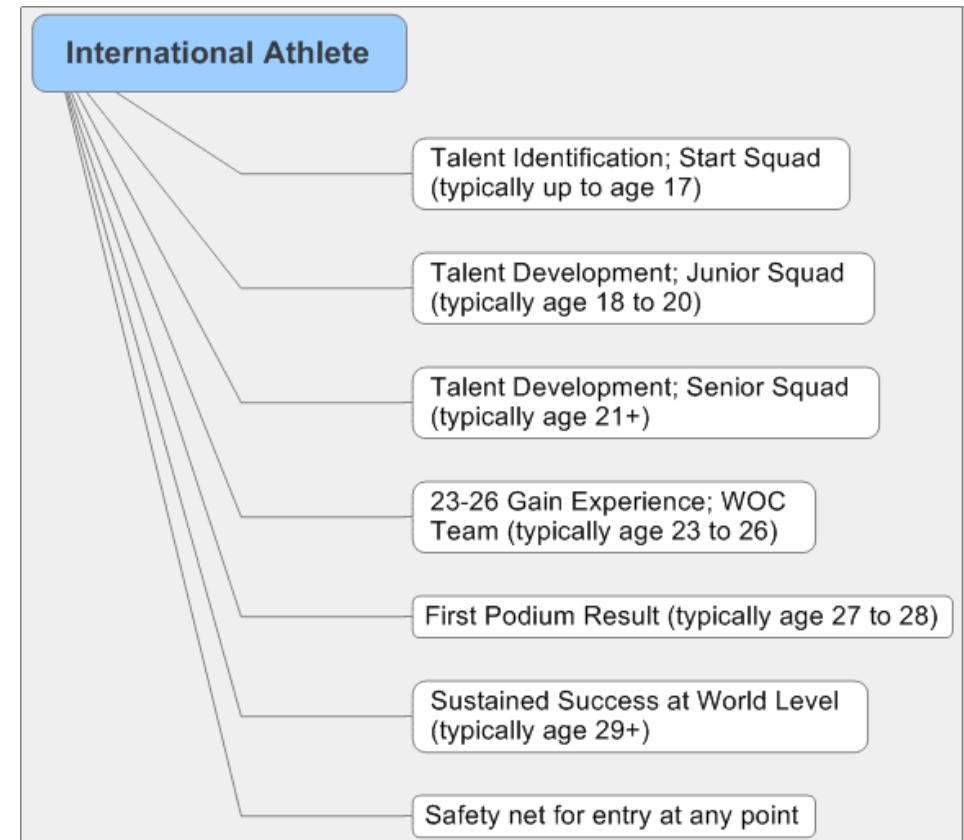 International Athlete
Talent Identification; Start Squad
(typically up to age 17)
Talent Development; Junior Squad
(typically age 18 to 20)
Talent Development; Senior Squad
(typically age 21+)
23-26 Gain Experience; WOC
Team (typically age 23 to 26)
First Podium Result (typically age 27 to 28)
Sustained Success at World Level
(typically age 29+)
Safety net for entry at any point